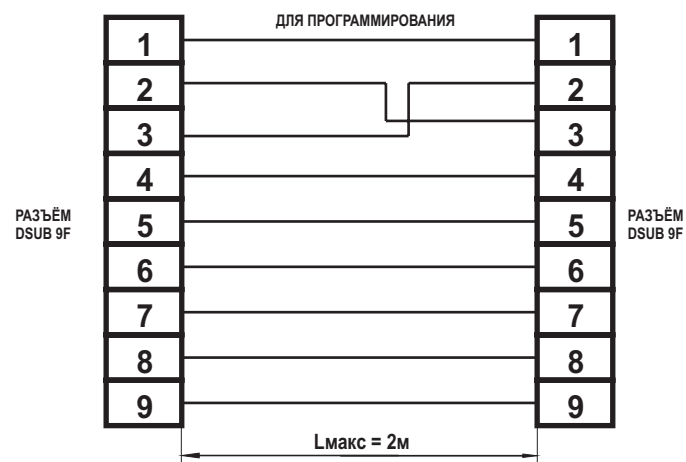 ДЛЯ ПРОГРАММИРОВАНИЯ
1 1
2 2
3 3
4 4
РАЗЪЁМ
DSUB 9F
5 5
РАЗЪЁМ
DSUB 9F
6 6
7 7
8 8
9 9
Lмакс = 2м